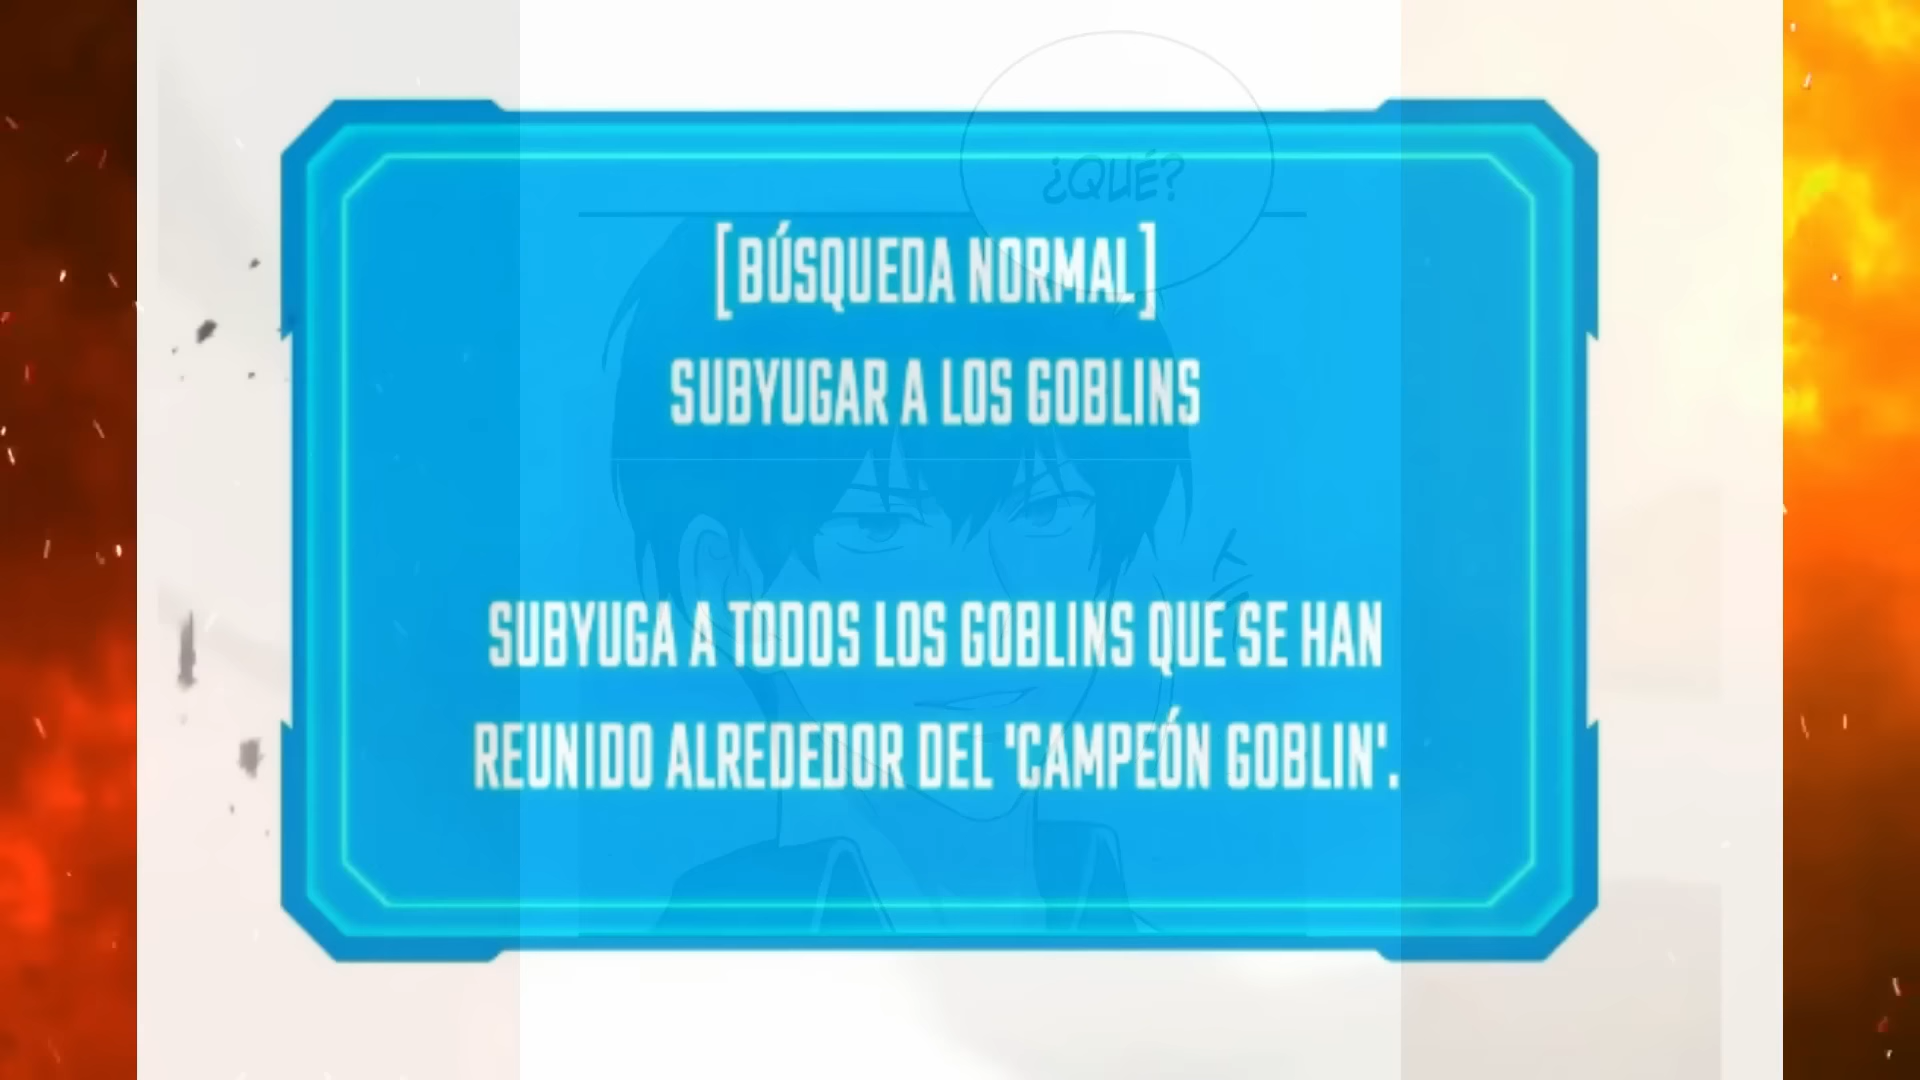 ¿QUÉ?
[BÚSQUEDA NORMAL]
SUBYUGAR A LOS GOBLINS
SUBYUGA A TODOS LOS GOBLINS QUE SE HAN
REUNIDO ALREDEDOR DEL 'CAMPEÓN GOBLIN'.